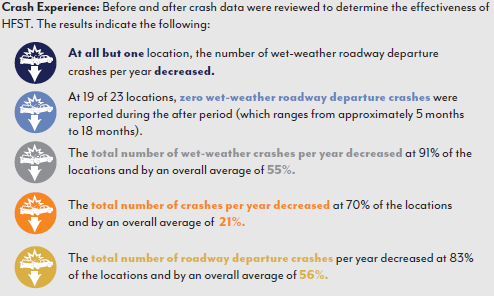 Crash Experience: Before and after crash data were reviewed to determine the effectiveness of
HFST. The results indicate the following:
At all but one location, the number of wet-weather roadway departure
crashes per year decreased.
At 19 of 23 locations, zero wet-weather roadway departure crashes were
reported during the after period (which ranges from approximately 5 months
to 18 months).
The total number of wet-weather crashes per year decreased at 91% of the
locations and by an overall average of 55%.
The total number of crashes per year decreased at 70% of the locations
and by an overall average of 21%.
The total number of roadway departure crashes per year decreased at 83%
of the locations and by an overall average of 56%.